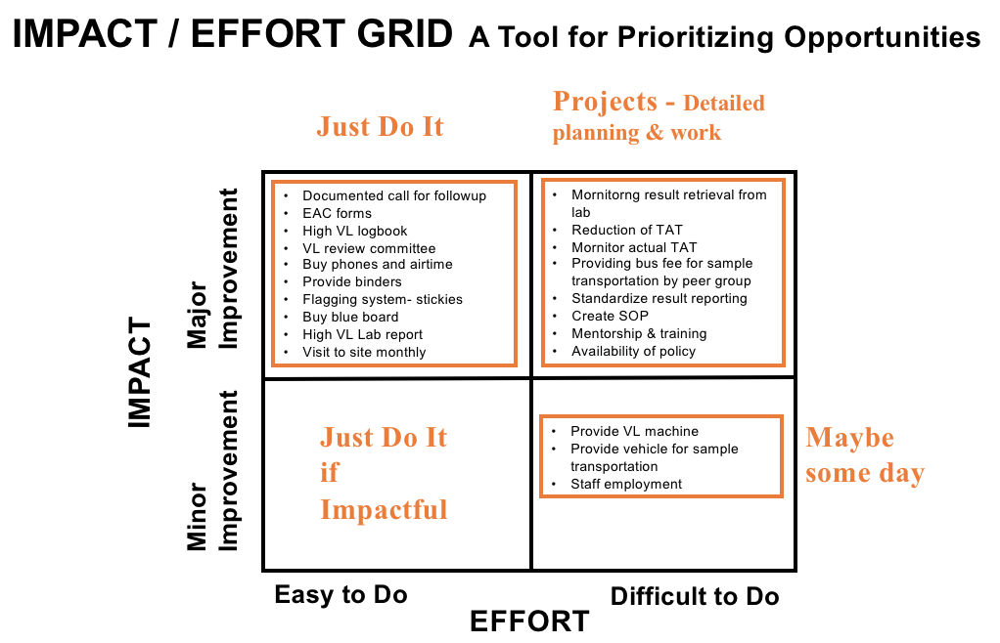 IMPACT / EFFORT GRID A Tool for Prioritizing Opportunities
Just Do It
Projects - Detailed
planning & work
IMPACT
Major
Improvement
• Documented call for followup
• EAC forms
• High VL logbook
• VL review committee
• Buy phones and airtime
• Provide binders
• Flagging system- stickies
• Buy blue board
• High VL Lab report
• Visit to site monthly
• Mornitorng result retrieval from
lab
• Reduction of TAT
• Mornitor actual TAT
• Providing bus fee for sample
transportation by peer group
• Standardize result reporting
• Create SOP
• Mentorship & training
• Availability of policy
Minor
Improvement
Just Do It
if
Impactful
• Provide VL machine
• Provide vehicle for sample
transportation
• Staff employment
Maybe
some day
Easy to Do
Difficult to Do
EFFORT